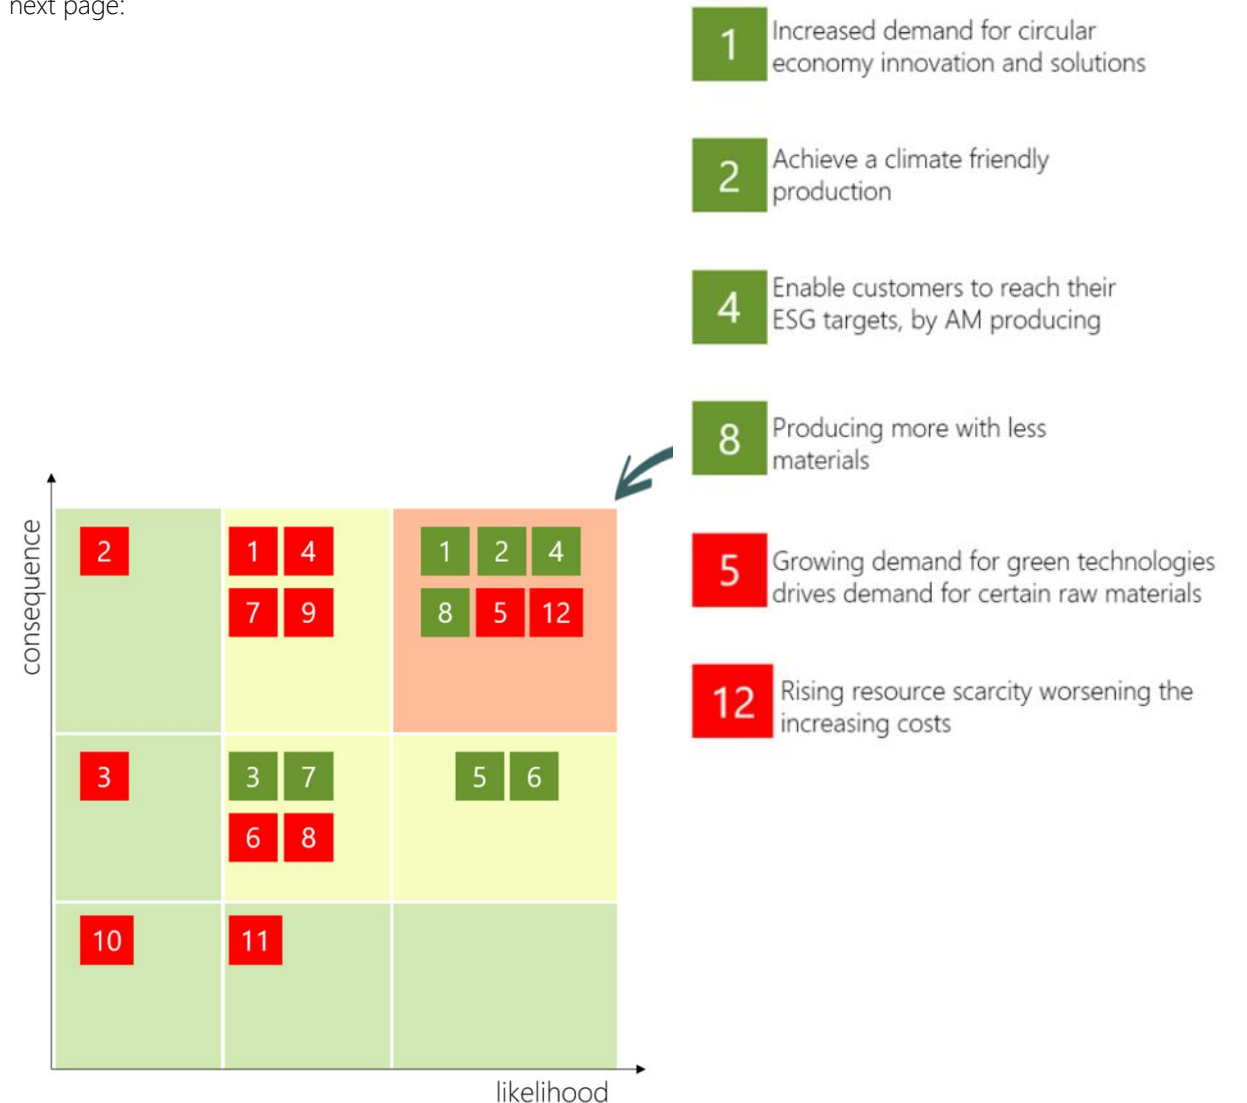 next page:
1
Increased demand for circular
economy innovation and solutions
2
Achieve a climate friendly
production
4
Enable customers to reach their
ESG targets, by AM producing
8
Producing more with less
materials
5
Growing demand for green technologies
drives demand for certain raw materials
12
Rising resource scarcity worsening the
increasing costs
consequence
2
1 4
7 9
1 2 4
8 5 12
3
3 7
6 8
5 6
10
11
likelihood